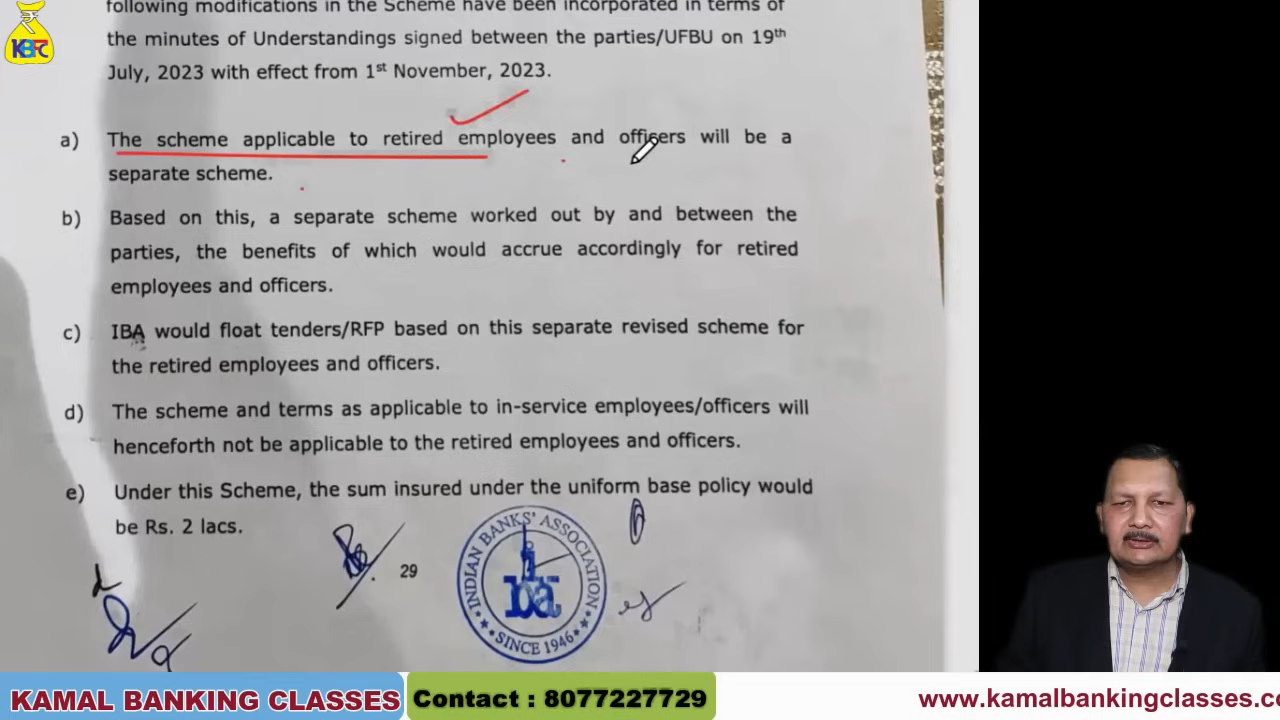 KBFC
following modifications in the Scheme have been incorporated in terms of
the minutes of Understandings signed between the parties/UFBU on 19th
July, 2023 with effect from 1st November, 2023.
a) The scheme applicable to retired employees and officers will be a
separate scheme.
b) Based on this, a separate scheme worked out by and between the
parties, the benefits of which would accrue accordingly for retired
employees and officers.
c) IBA would float tenders/RFP based on this separate revised scheme for
the retired employees and officers.
d) The scheme and terms as applicable to in-service employees/officers will
henceforth not be applicable to the retired employees and officers.
e) Under this Scheme, the sum insured under the uniform base policy would
be Rs. 2 lacs.
29
INDIAN BANKS' ASSOCIATION
iba
SINCE 1946
KAMAL BANKING CLASSES
Contact : 8077227729
www.kamalbankingclasses.co